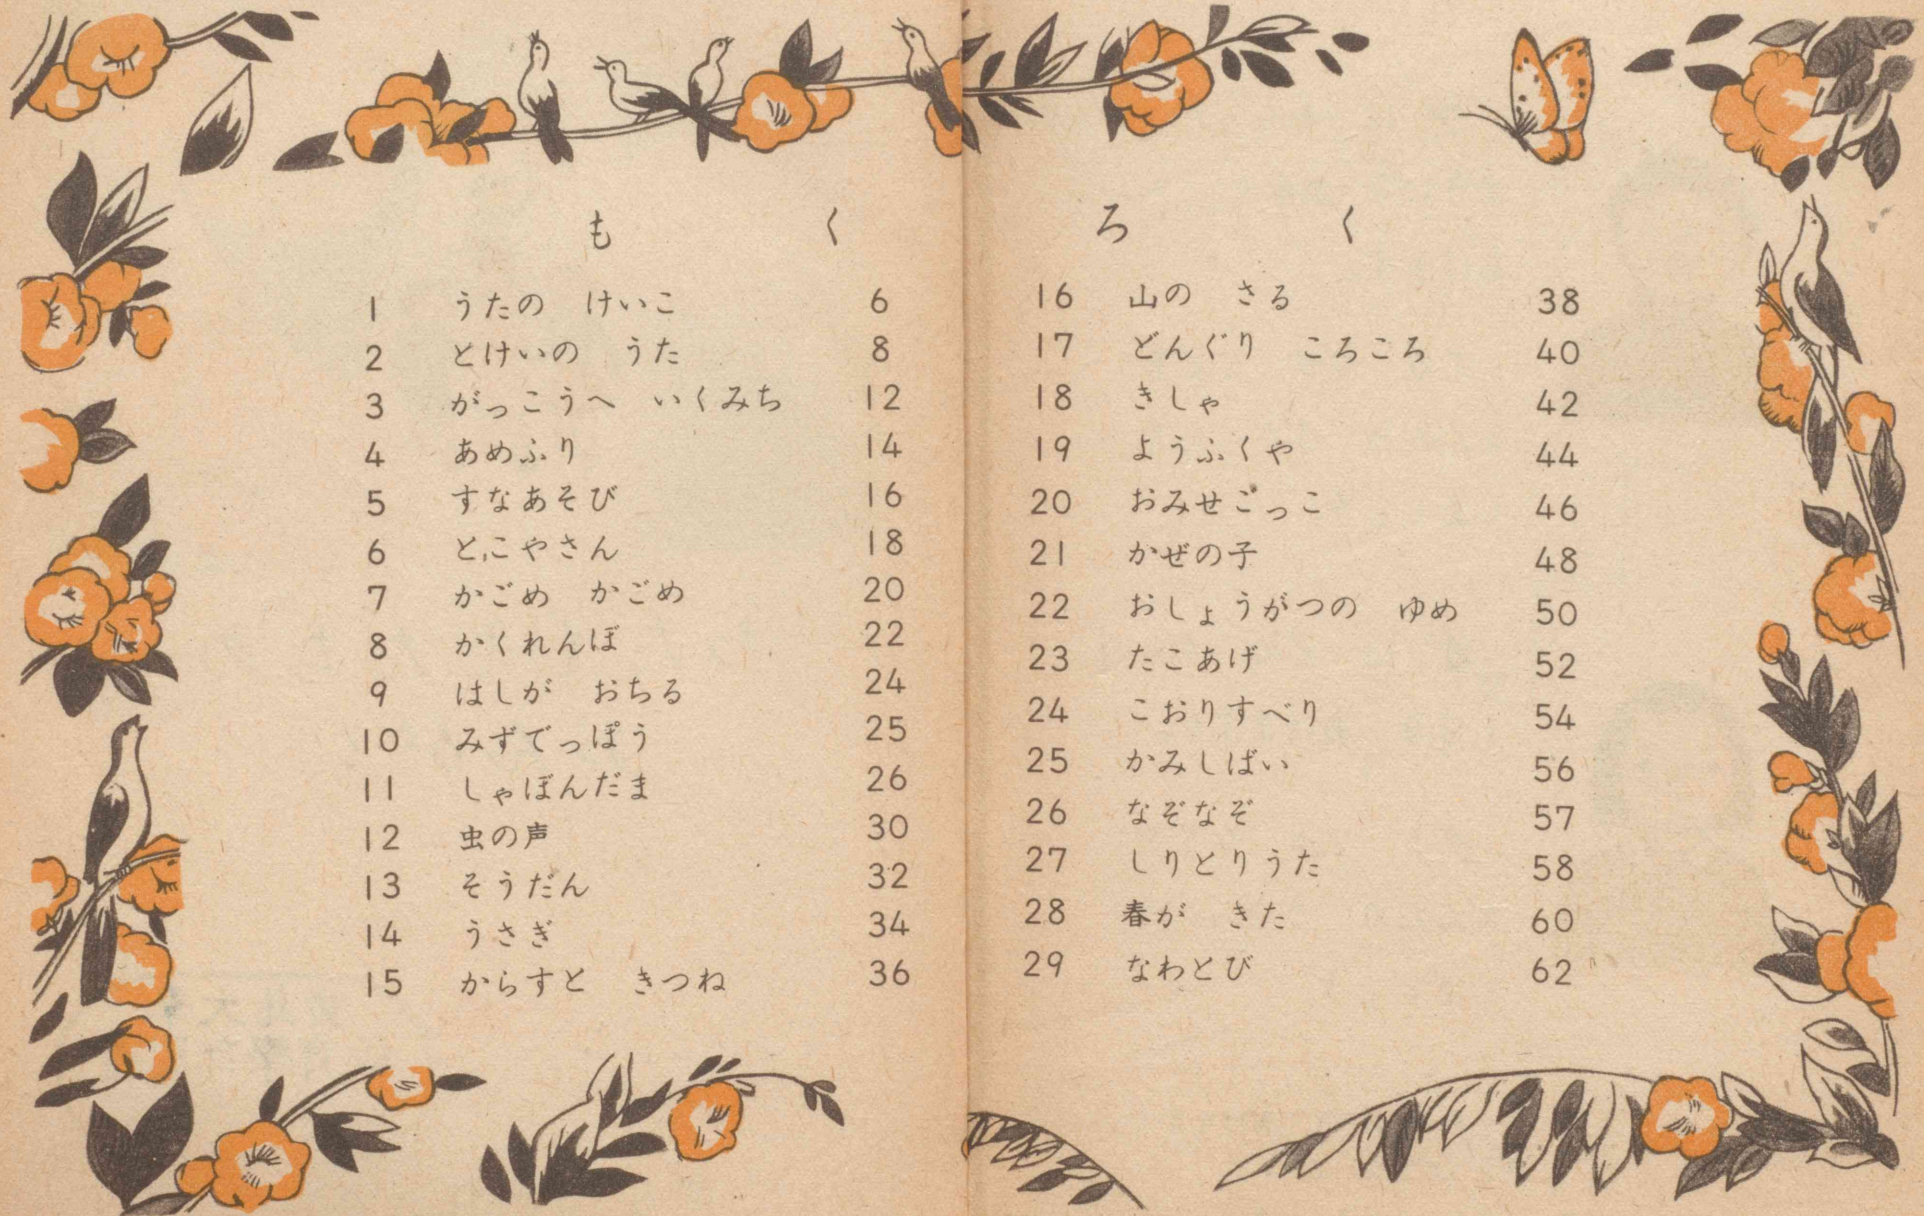 もくろく
1 うたの けいこ 6
2 とけいの うた 8
3 がっこうへ いくみち 12
4 あめふり 14
5 すなあそび 16
6 とこやさん 18
7 かごめ かごめ 20
8 かくれんぼ 22
9 はしが おちる 24
10 みずでっぽう 25
11 しゃぼんだま 26
12 虫の声 30
13 そうだん 32
14 うさぎ 34
15 からすと きつね 36
16 山の さる 38
17 どんぐり ころころ 40
18 きしゃ 42
19 ようふくや 44
20 おみせごっこ 46
21 かぜの子 48
22 おしょうがつの ゆめ 50
23 たこあげ 52
24 こおりすべり 54
25 かみしばい 56
26 なぞなぞ 57
27 しりとりうた 58
28 春が きた 60
29 なわとび 62